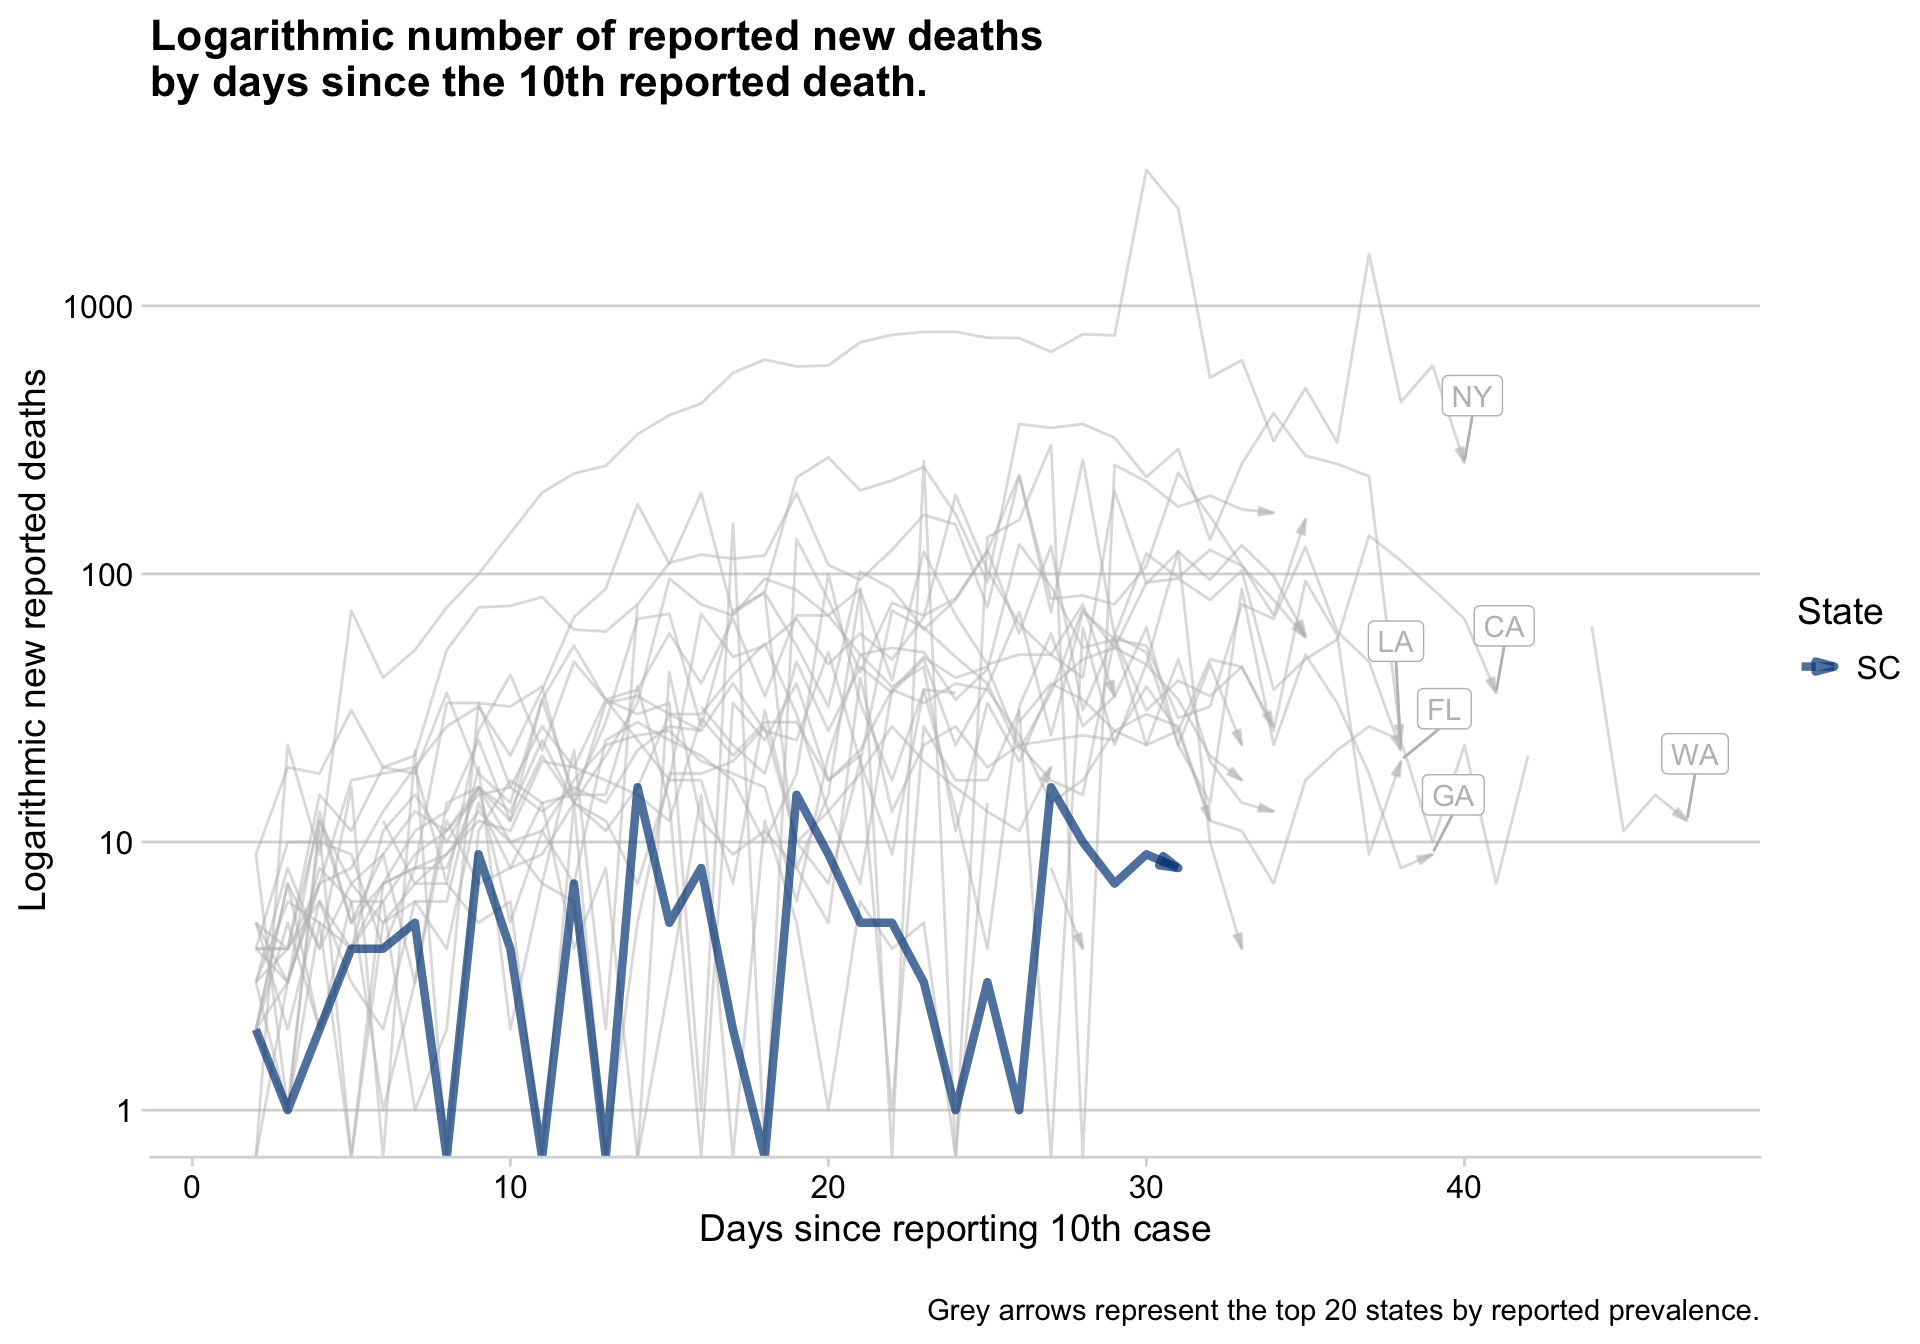 Logarithmic number of reported new deaths
by days since the 10th reported death.
Logarithmic new reported deaths
1000
100
10
1
NY
CA
LA
FL
WA
GA
State
SC
0 10 20 30 40
Days since reporting 10th case
Grey arrows represent the top 20 states by reported prevalence.